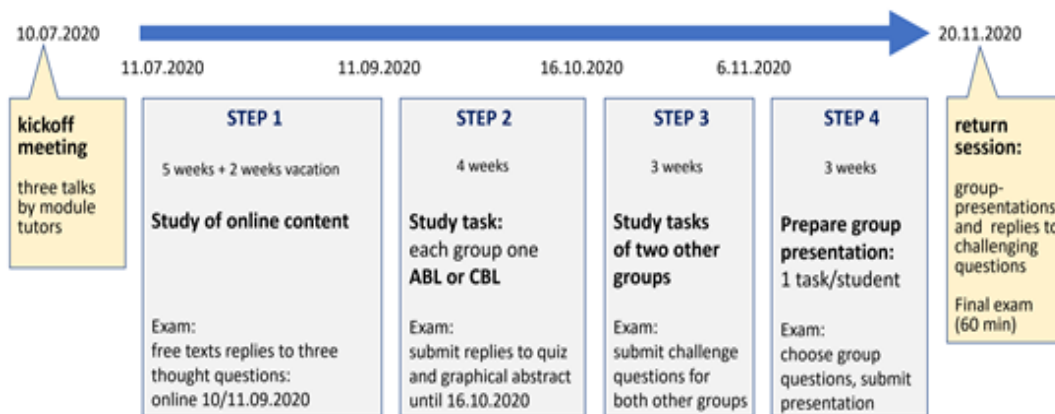 10.07.2020
20.11.2020
11.07.2020
11.09.2020
16.10.2020
6.11.2020
kickoff
meeting
three talks
by module
tutors
STEP 1
5 weeks + 2 weeks vacation
Study of online content
Exam:
free texts replies to three
thought questions:
online 10/11.09.2020
STEP 2
4 weeks
Study task:
each group one
ABL or CBL
Exam:
submit replies to quiz
and graphical abstract
until 16.10.2020
STEP 3
3 weeks
Study tasks
of two other
groups
Exam:
submit challenge
questions for
both other groups
STEP 4
3 weeks
Prepare group
presentation:
1 task/student
Exam:
choose group
questions, submit
presentation
return
session:
group-
presentations
and replies to
challenging
questions
Final exam
(60 min)